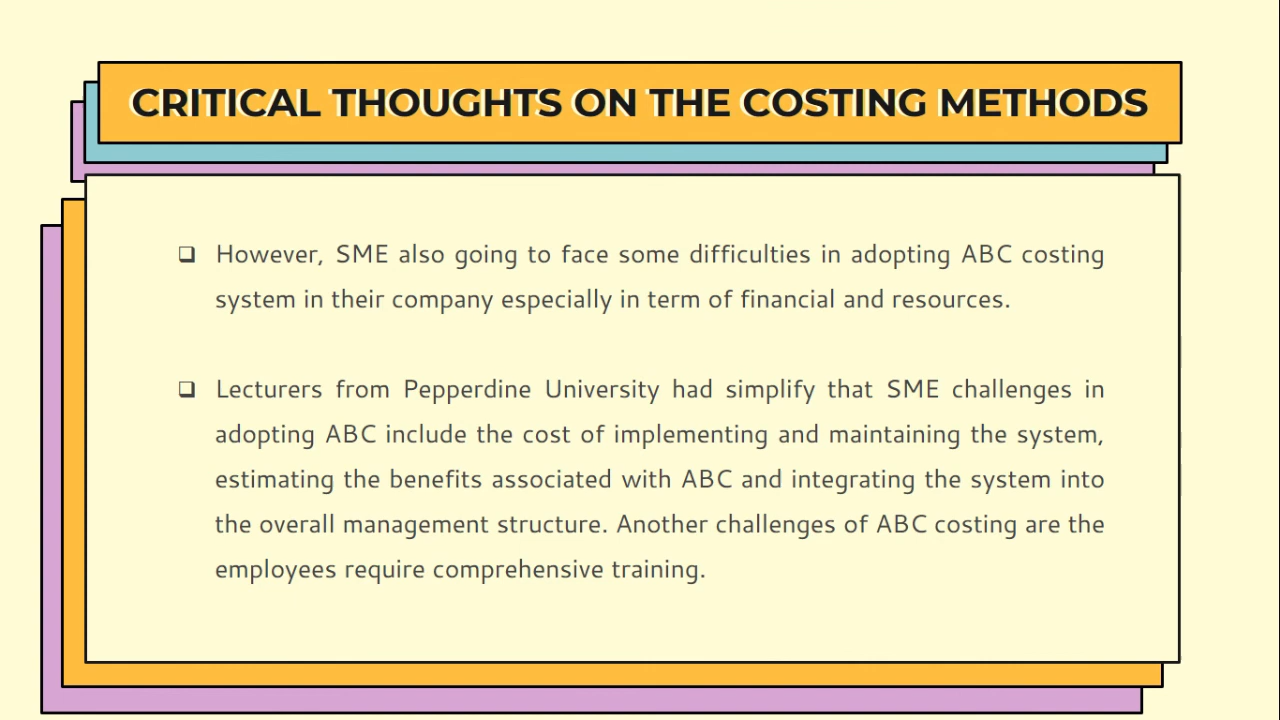 CRITICAL THOUGHTS ON THE COSTING METHODS
❑ However, SME also going to face some difficulties in adopting ABC costing
system in their company especially in term of financial and resources.
❑ Lecturers from Pepperdine University had simplify that SME challenges in
adopting ABC include the cost of implementing and maintaining the system,
estimating the benefits associated with ABC and integrating the system into
the overall management structure. Another challenges of ABC costing are the
employees require comprehensive training.